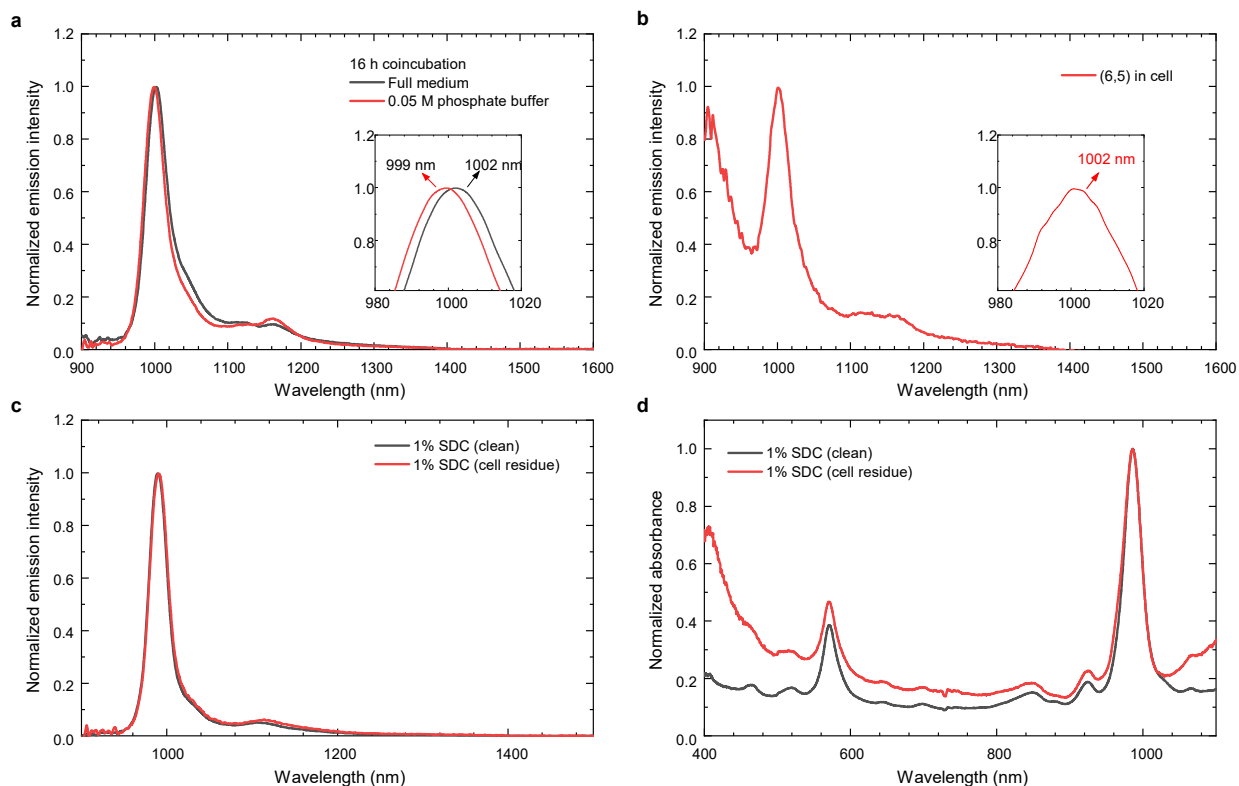 a
Normalized emission intensity
1.2
1.0
0.8
0.6
0.4
0.2
0.0
16 h coincubation
Full medium
0.05 M phosphate buffer
1.2
1.0
0.8
999 nm
1002 nm
980
1000
1020
900 1000 1100 1200 1300 1400 1500 1600
Wavelength (nm)
b
Normalized emission intensity
1.2
1.0
0.8
0.6
0.4
0.2
0.0
(6,5) in cell
1.2
1.0
0.8
1002 nm
980
1000
1020
900 1000 1100 1200 1300 1400 1500 1600
Wavelength (nm)
c
Normalized emission intensity
1.2
1.0
0.8
0.6
0.4
0.2
0.0
1% SDC (clean)
1% SDC (cell residue)
1000 1200 1400
Wavelength (nm)
d
Normalized absorbance
1.0
0.8
0.6
0.4
0.2
0.0
1% SDC (clean)
1% SDC (cell residue)
400 600 800 1000
Wavelength (nm)